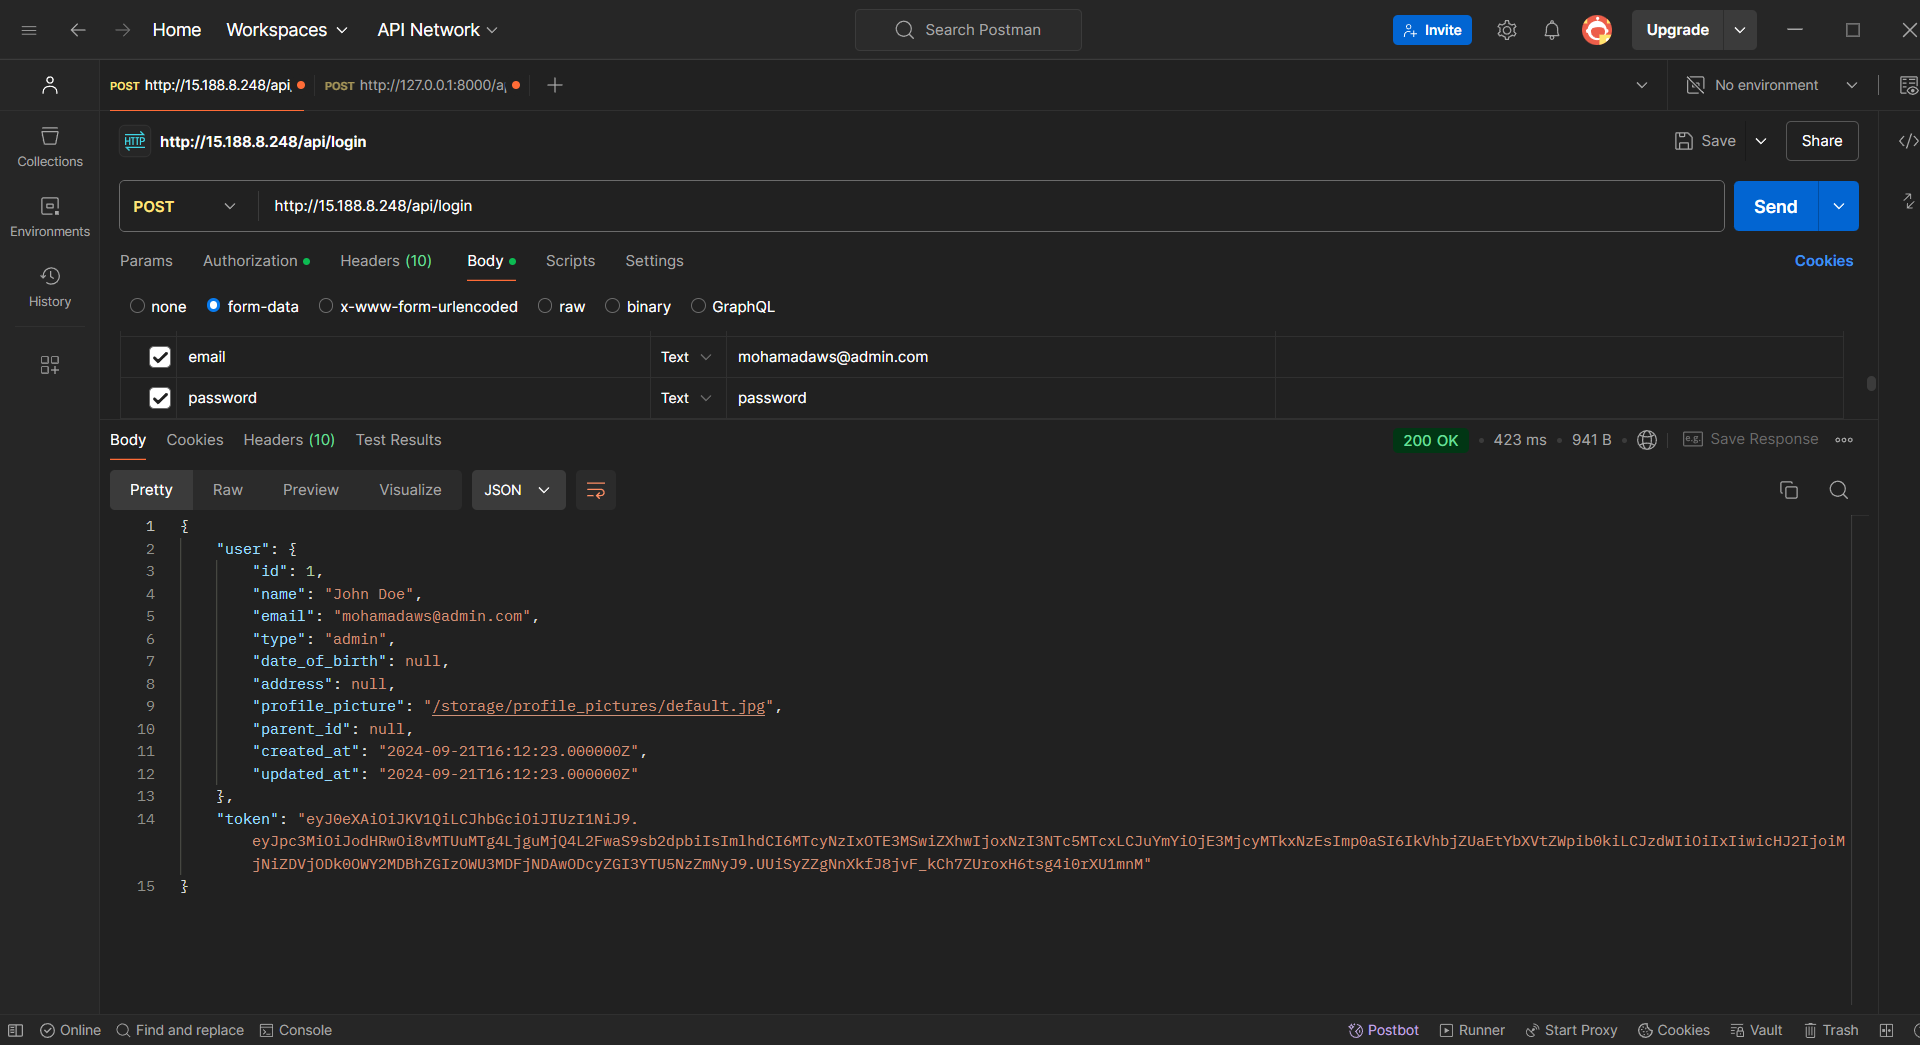 Home Workspaces API Network Search Postman Invite Upgrade
POST http://15.188.8.248/api, POST http://127.0.0.1:8000/a No environment
HTTP http://15.188.8.248/api/login Save Share
Collections
POST http://15.188.8.248/api/login Send
Environments
Params Authorization Headers (10) Body Scripts Settings Cookies
History
none form-data x-www-form-urlencoded raw binary GraphQL
email Text mohamadaws@admin.com
password Text password
Body Cookies Headers (10) Test Results 200 OK 423 ms 941 B e.g. Save Response
Pretty Raw Preview Visualize JSON
1 {
2 "user": {
3 "id": 1,
4 "name": "John Doe",
5 "email": "mohamadaws@admin.com",
6 "type": "admin",
7 "date_of_birth": null,
8 "address": null,
9 "profile_picture": "/storage/profile_pictures/default.jpg",
10 "parent_id": null,
11 "created_at": "2024-09-21T16:12:23.000000Z",
12 "updated_at": "2024-09-21T16:12:23.000000Z"
13 },
14 "token": "eyJ0eXAiOiJKV1QiLCJhbGciOiJIUzI1NiJ9.
eyJpc3MiOiJodHRwOi8vMTUuMTg4LjguMjQ4L2FwaS9sb2dpbiIsImlhdCI6MTcyNzIxOTE3MSwiZXhwIjoxNzI3NTc5MTcxLCJuYmYiOjE3MjcyMTkxNzEsImp0aSI6IkVhbjZUaEtYbXVtZWpib0kiLCJzdWIiOiIxIiwicHJ2IjoiM
jNiZDVjODk0OWY2MDBhZGIzOWU3MDFjNDAwODcyZGI3YTU5NzZmNyJ9.UUiSyZZgNnXkfJ8jvF_kCh7ZUroxH6tsg4i0rXU1mnM"
15 }
Online Find and replace Console Postbot Runner Start Proxy Cookies Vault Trash